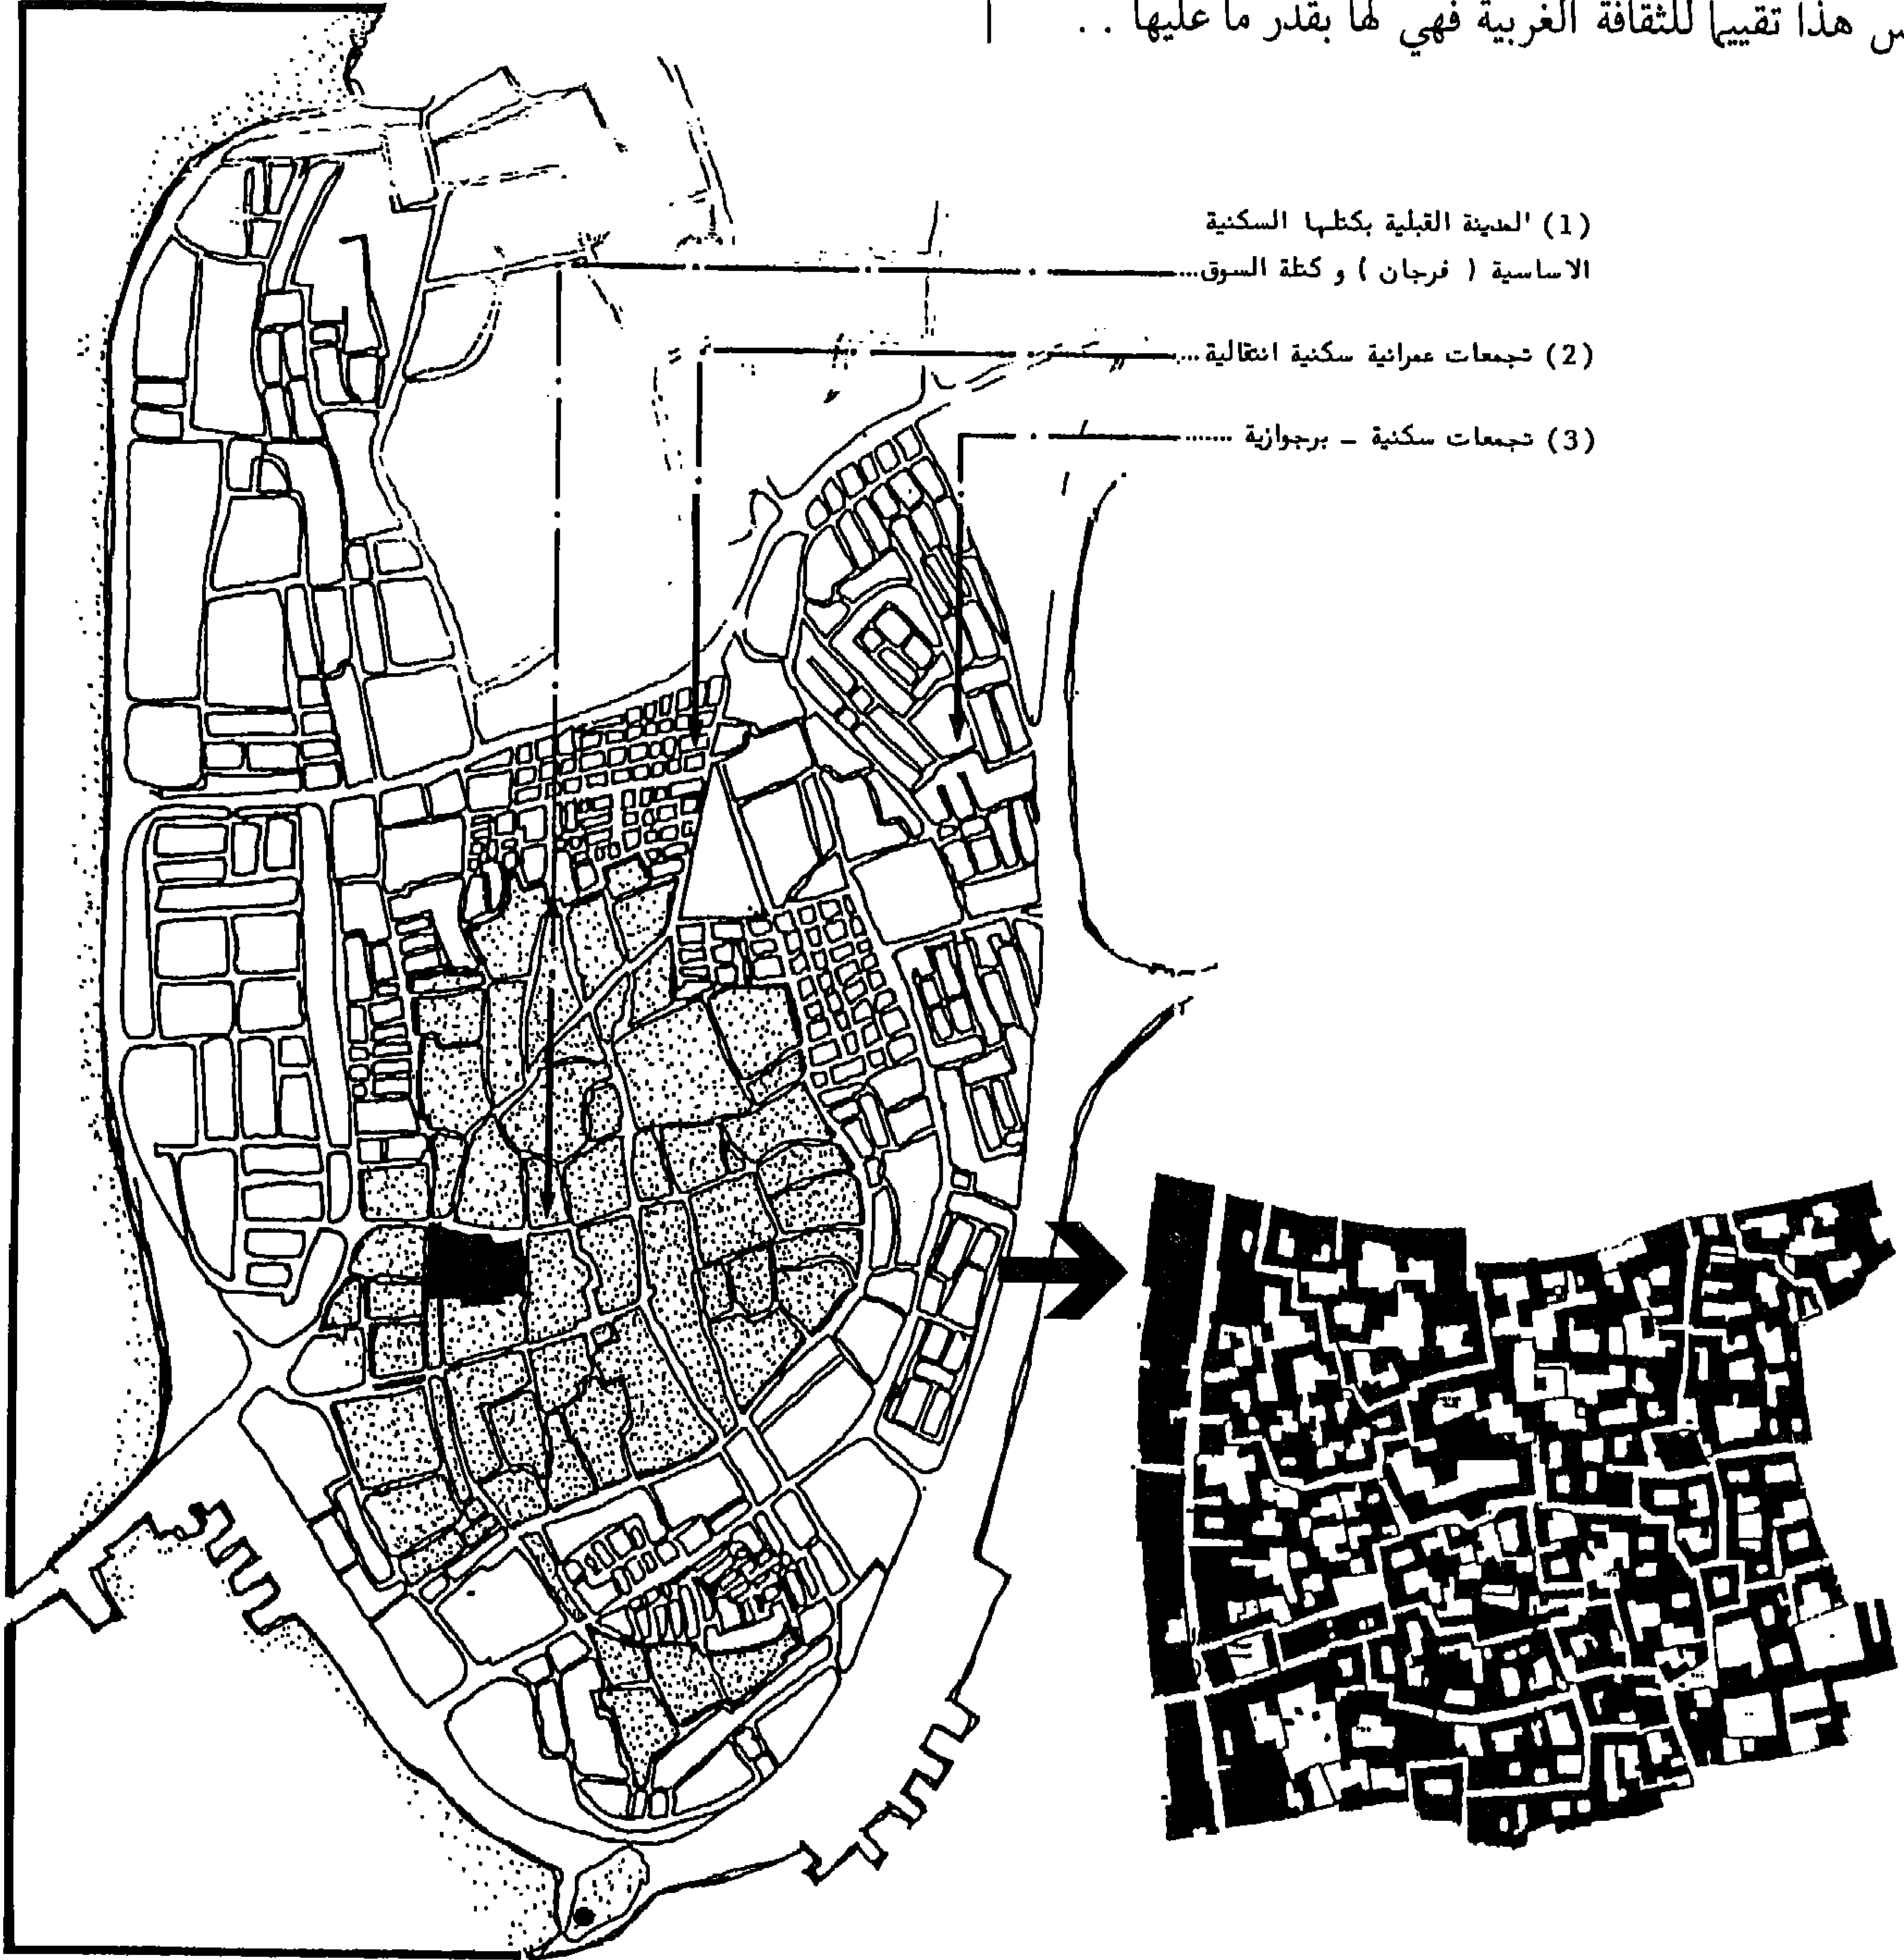 هذا تقييما للثقافة الغربية فهي لها بقدر ما عليها . .
(1) المدينة القبلية بكتلها السكنية
الاساسية ( فرجان ) و كتلة السوق...
(2) تجمعات عمرانية سكنية انتقالية...
(3) تجمعات سكنية - برجوازية .......